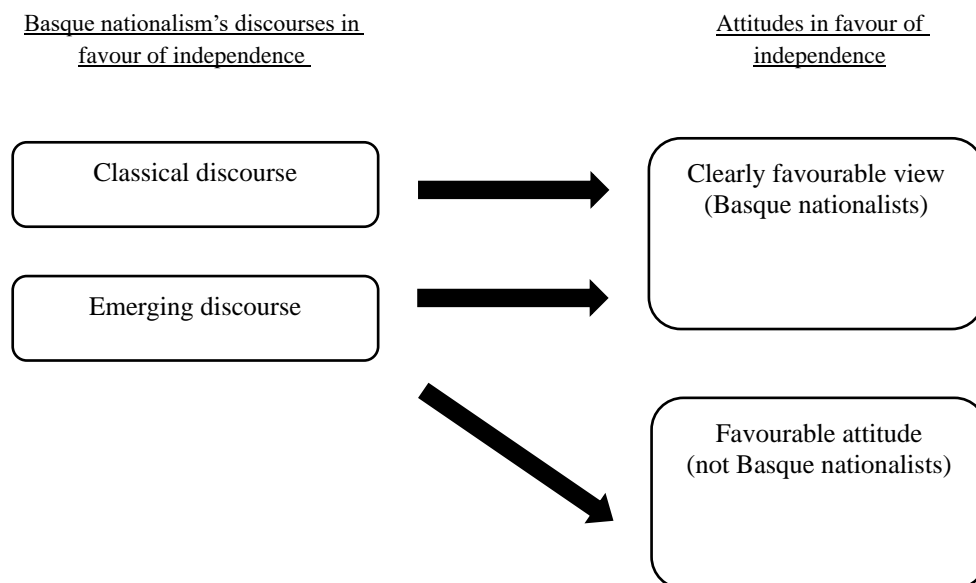 Basque nationalism’s discourses in
favour of independence
Attitudes in favour of
independence
Classical discourse
Clearly favourable view
(Basque nationalists)
Emerging discourse
Favourable attitude
(not Basque nationalists)